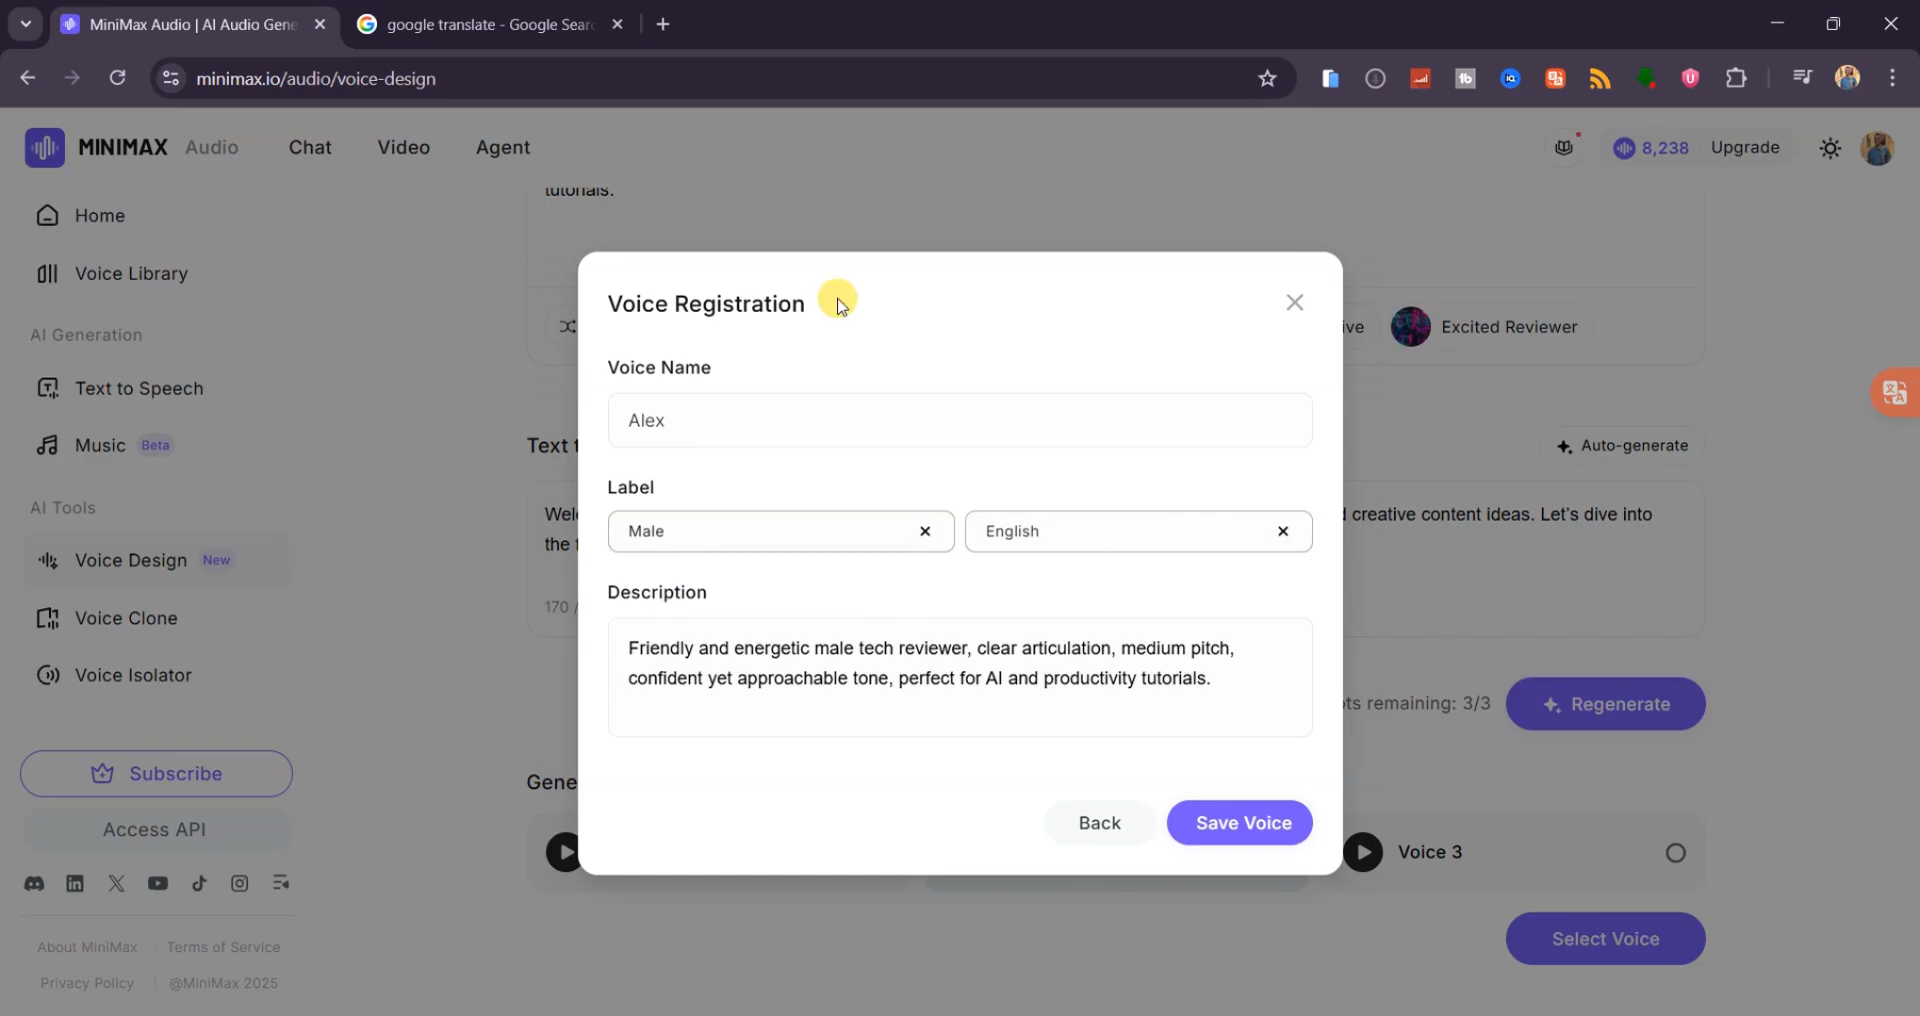 MiniMax Audio | AI Audio Gene
google translate - Google Sear
minimax.io/audio/voice-design
MINIMAX Audio Chat Video Agent
8,238 Upgrade
Home
Voice Library
AI Generation
Text to Speech
Music Beta
AI Tools
Voice Design New
Voice Clone
Voice Isolator
Subscribe
Access API
About MiniMax Terms of Service
Privacy Policy @MiniMax 2025
tutorials.
ive Excited Reviewer
Text t Auto-generate
Wel d creative content ideas. Let's dive into
the f
170 /
pts remaining: 3/3 Regenerate
Gene
Voice 3
Select Voice
Voice Registration
Voice Name
Alex
Label
Male English
Description
Friendly and energetic male tech reviewer, clear articulation, medium pitch,
confident yet approachable tone, perfect for AI and productivity tutorials.
Back Save Voice